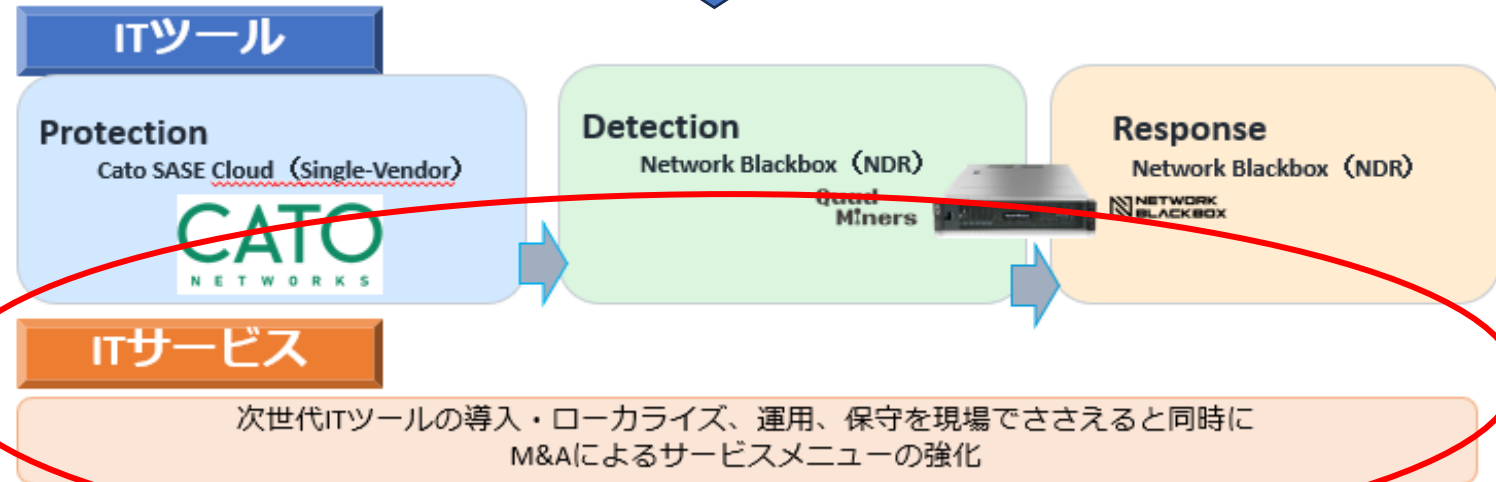 ITツール
Protection
Cato SASE Cloud（Single-Vendor）
CATO
NETWORKS
Detection
Network Blackbox（NDR）
Quad
Miners
Response
Network Blackbox（NDR）
NETWORK
BLACKBOX
ITサービス
次世代ITツールの導入・ローカライズ、運用、保守を現場でささえると同時に
M&Aによるサービスメニューの強化